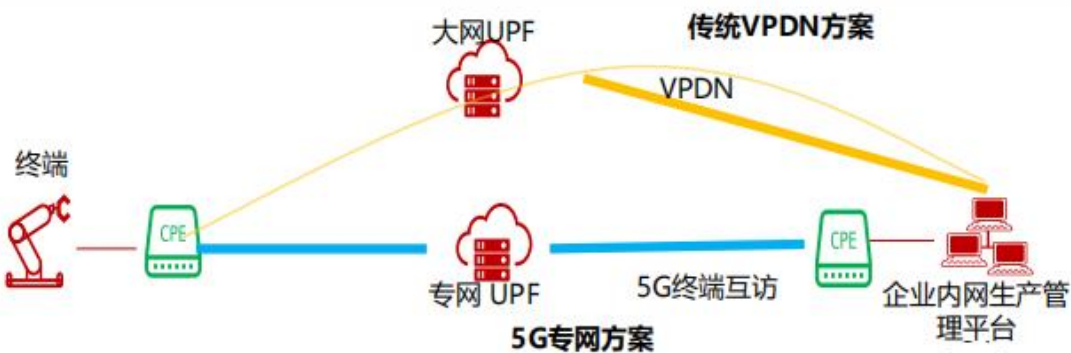 传统VPDN方案
大网UPF
VPDN
终端
CPE
CPE
专网 UPF
5G终端互访
企业内网生产管
理平台
5G专网方案